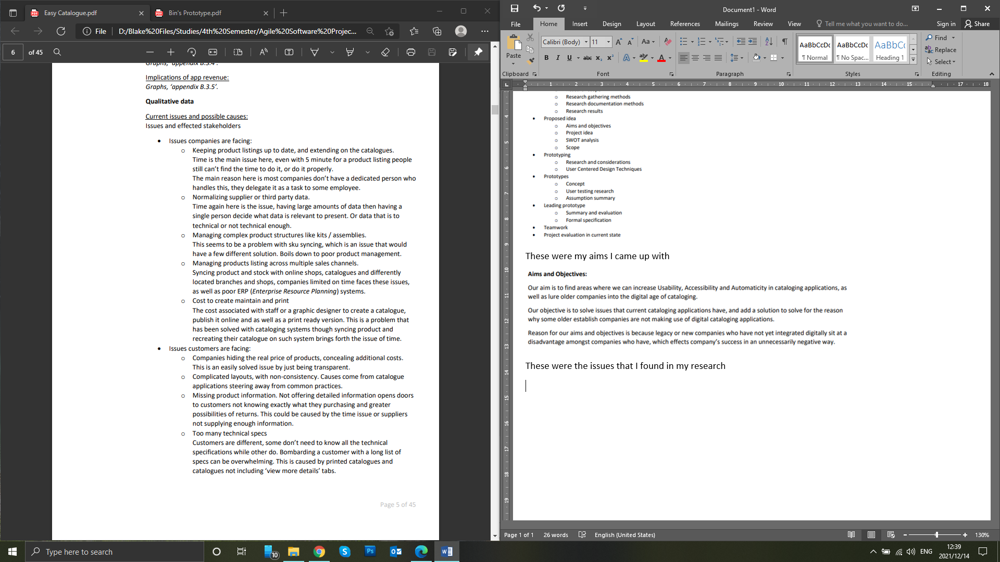 Easy Catalogue.pdf
Bin's Prototype.pdf
File
D:/Blake%20Files/Studies/4th%20Semester/Agile%20Software%20Projec...
6 of 45
Implications of app revenue:
Graphs, ‘appendix B.3.5’.
Qualitative data
Current issues and possible causes:
Issues and effected stakeholders
Issues companies are facing:
Keeping product listings up to date, and extending on the catalogues.
Time is the main issue here, even with 5 minute for a product listing people
still can’t find the time to do it, or do it properly.
The main reason here is most companies don’t have a dedicated person who
handles this, they delegate it as a task to some employee.
Normalizing supplier or third party data.
Time again here is the issue, having large amounts of data then having a
single person decide what data is relevant to present. Or data that is to
technical or not technical enough.
Managing complex product structures like kits / assemblies.
This seems to be a problem with sku syncing, which is an issue that would
have a few different solution. Boils down to poor product management.
Managing products listing across multiple sales channels.
Syncing product and stock with online shops, catalogues and differently
located branches and shops, companies limited on time faces these issues,
as well as poor ERP (Enterprise Resource Planning) systems.
Cost to create maintain and print
The cost associated with staff or a graphic designer to create a catalogue,
publish it online and as well as a print ready version. This is a problem that
has been solved with cataloging systems though syncing product and
recreating their catalogue on such system brings forth the issue of time.
Issues customers are facing:
Companies hiding the real price of products, concealing additional costs.
This is an easily solved issue by just being transparent.
Complicated layouts, with non-consistency. Causes come from catalogue
applications steering away from common practices.
Missing product information. Not offering detailed information opens doors
to customers not knowing exactly what they purchasing and greater
possibilities of returns. This could be caused by the time issue or suppliers
not supplying enough information.
Too many technical specs
Customers are different, some don’t need to know all the technical
specifications while other do. Bombarding a customer with a long list of
specs can be overwhelming. This is caused by printed catalogues and
catalogues not including ‘view more details’ tabs.
Page 5 of 45
Document1 - Word
File Home Insert Design Layout References Mailings Review View Tell me what you want to do... Sign in Share
Paste
Calibri (Body) 11
AaBbCcDc AaBbCcDc AaBbCc
¶ Normal ¶ No Spac... Heading 1
Find
Replace
Select
Clipboard Font Paragraph Styles Editing
Research gathering methods
Research documentation methods
Research results
Proposed idea
Aims and objectives
Project idea
SWOT analysis
Scope
Prototyping
Research and considerations
User Centered Design Techniques
Prototypes
Concept
User testing research
Assumption summary
Leading prototype
Summary and evaluation
Formal specification
Teamwork
Project evaluation in current state
These were my aims I came up with
Aims and Objectives:
Our aim is to find areas where we can increase Usability, Accessibility and Automaticity in cataloging applications, as
well as lure older companies into the digital age of cataloging.
Our objective is to solve issues that current cataloging applications have, and add a solution to solve for the reason
why some older establish companies are not making use of digital cataloging applications.
Reason for our aims and objectives is because legacy or new companies who have not yet integrated digitally sit at a
disadvantage amongst companies who have, which effects company’s success in an unnecessarily negative way.
These were the issues that I found in my research
Page 1 of 1 26 words English (United States) 130%
Type here to search
10
ENG
12:39
2021/12/14